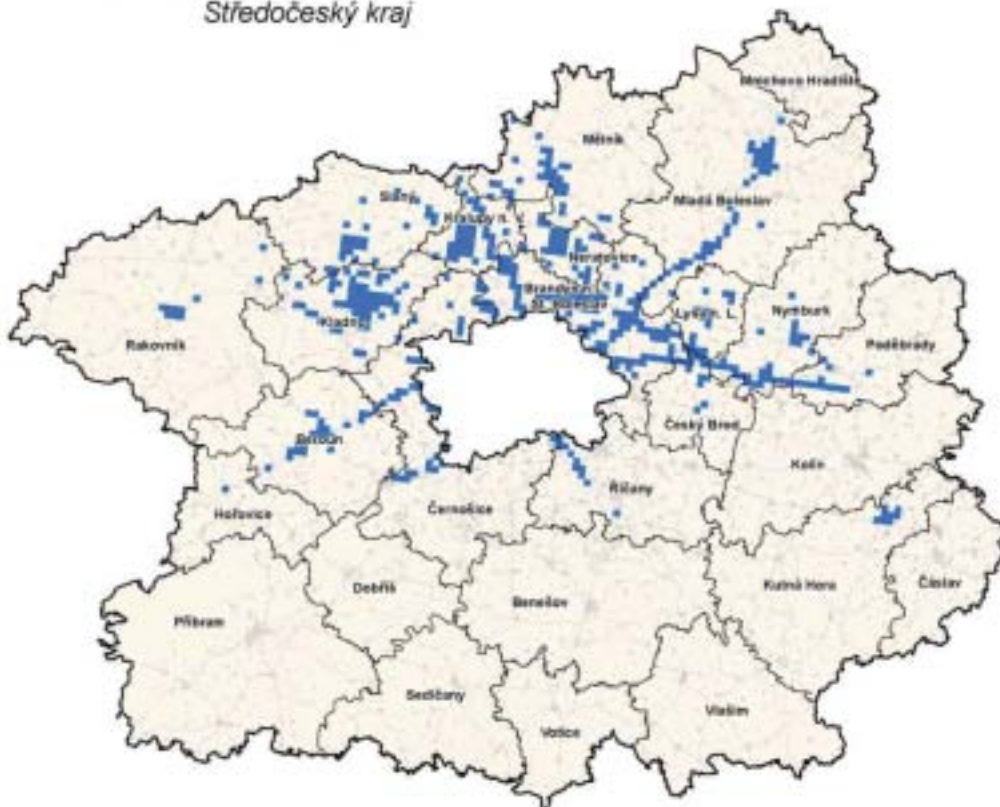 Středočeský kraj
Mnichovo Hradiště
Mělník
Mladá Boleslav
Slaný
Kralupy n. V.
Neratovice
Brandýs n. L.
St. Boleslav
Lysá n. L.
Nymburk
Poděbrady
Kladno
Rakovník
Český Brod
Beroun
Kolín
Říčany
Hořovice
Černošice
Dobříš
Kutná Hora
Čáslav
Benešov
Příbram
Sedlčany
Vlašim
Votice